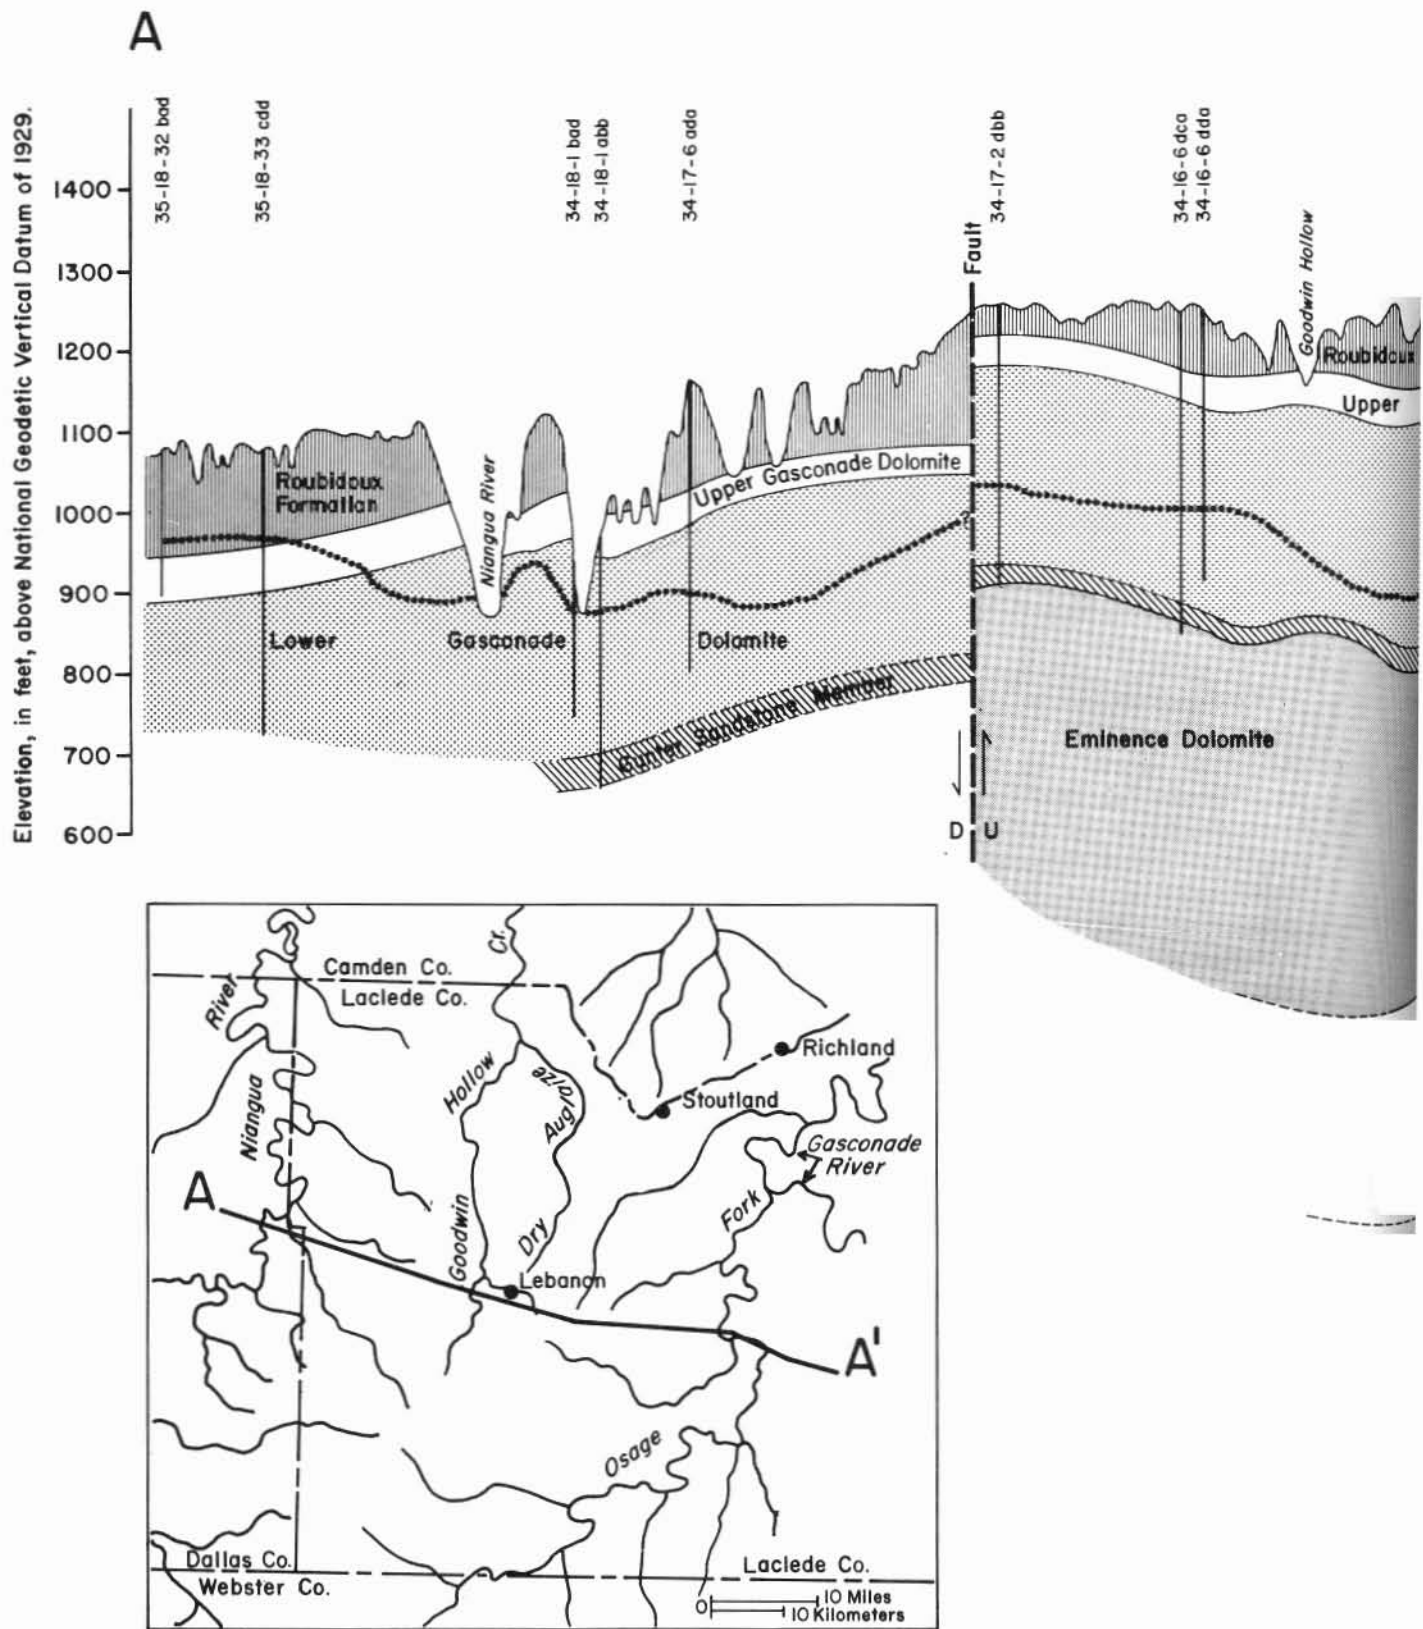 A
Elevation, in feet, above National Geodetic Vertical Datum of 1929.
1400
1300
1200
1100
1000
900
800
700
600
35-18-32 bad
35-18-33 cdd
34-18-1 bad
34-18-1 abb
34-17-6 ada
Fault
34-17-2 dbb
34-16-6 dca
34-16-6 dda
Goodwin Hollow
Roubidoux
Upper
Roubidoux
Formation
Niangua River
Upper Gasconade Dolomite
?
Lower
Gasconade
Dolomite
Gunter Sandstone Member
Eminence Dolomite
D
U
Camden Co.
Laclede Co.
Cr.
River
Niangua
Hollow
Goodwin
Auglaize
Dry
Richland
Stoutland
Gasconade
River
Fork
A
Lebanon
A'
Osage
Dallas Co.
Webster Co.
Laclede Co.
0
10 Miles
10 Kilometers